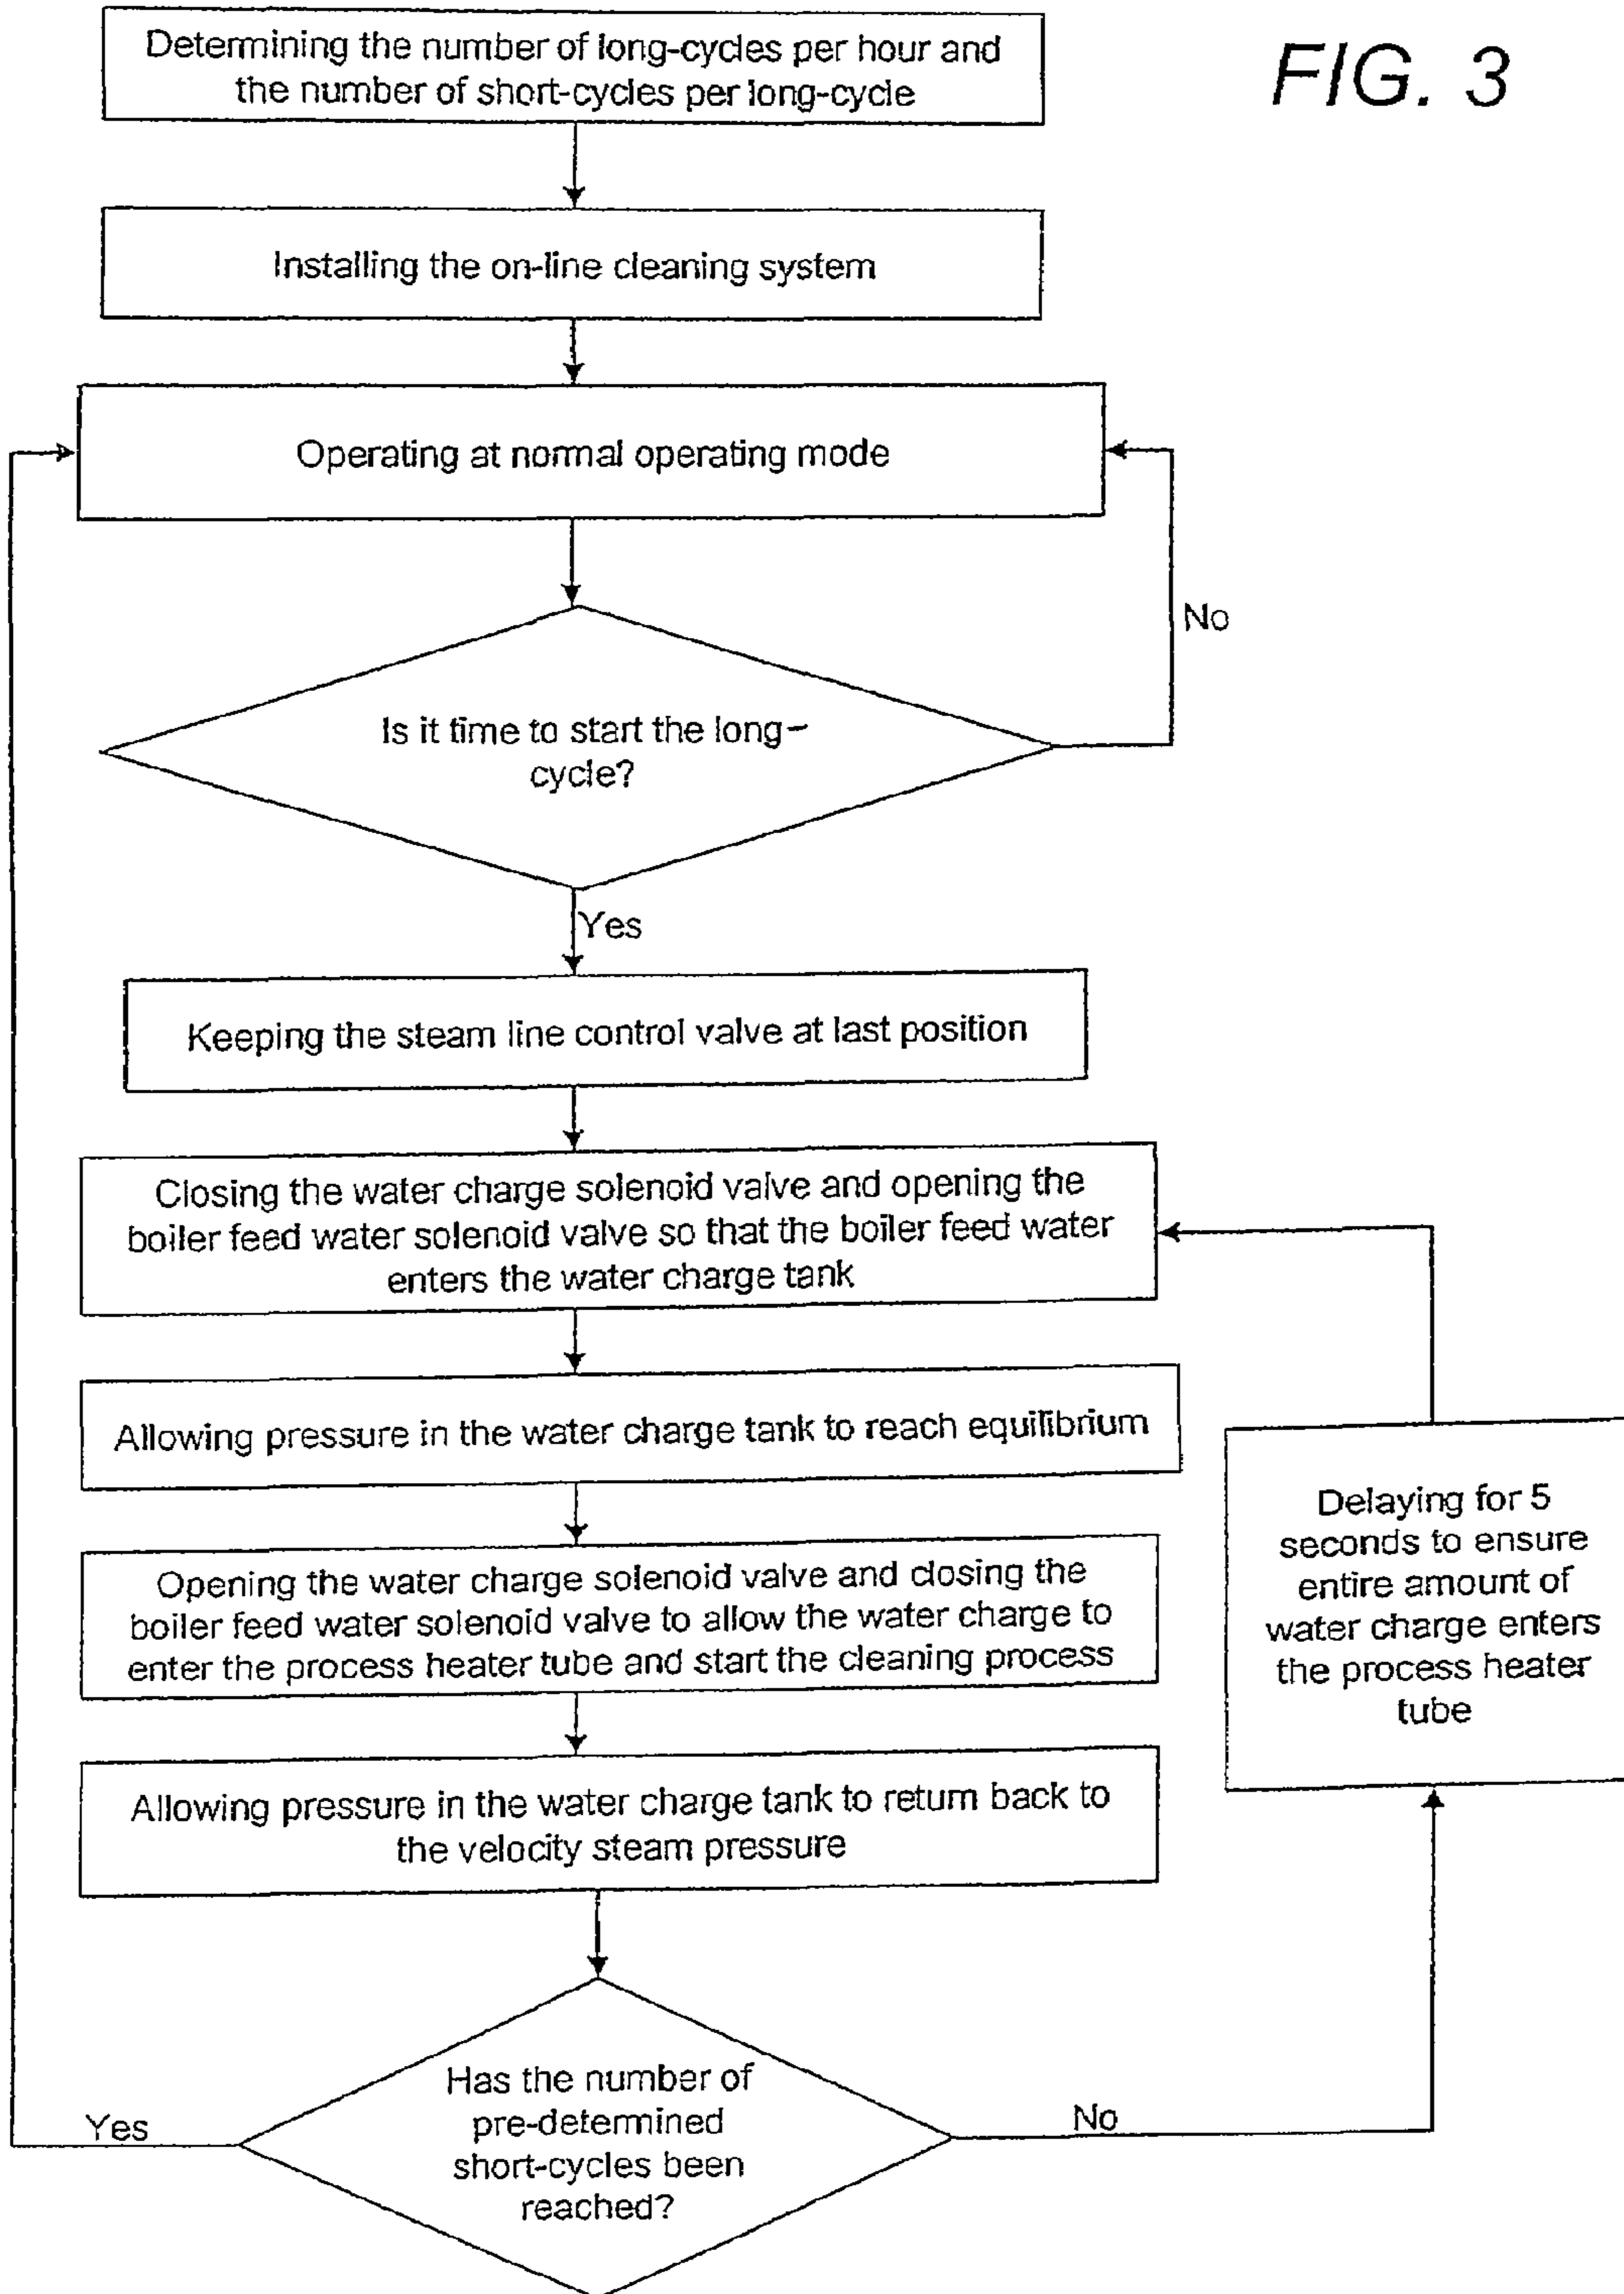 FIG. 3
Determining the number of long-cycles per hour and
the number of short-cycles per long-cycle
Installing the on-line cleaning system
Operating at normal operating mode
No
Is it time to start the long-
cycle?
Yes
Keeping the steam line control valve at last position
Closing the water charge solenoid valve and opening the
boiler feed water solenoid valve so that the boiler feed water
enters the water charge tank
Allowing pressure in the water charge tank to reach equilibrium
Opening the water charge solenoid valve and closing the
boiler feed water solenoid valve to allow the water charge to
enter the process heater tube and start the cleaning process
Delaying for 5
seconds to ensure
entire amount of
water charge enters
the process heater
tube
Allowing pressure in the water charge tank to return back to
the velocity steam pressure
Has the number of
pre-determined
short-cycles been
reached?
Yes
No